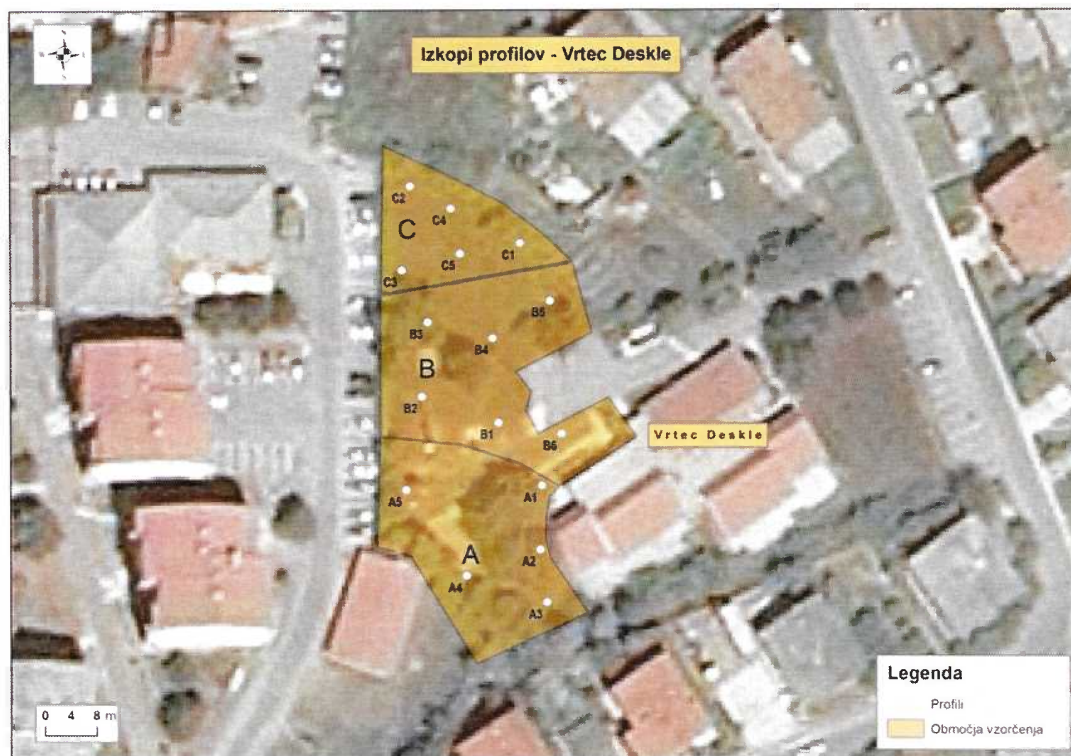 Izkopi profilov - Vrtec Deskle
C2
C4
C
C1
C5
C3
B5
B3
B4
B
B2
B1
B6
Vrtec Deskle
A1
A5
A
A2
A4
A3
Legenda
Profili
Območja vzorčenja
0 4 8 m